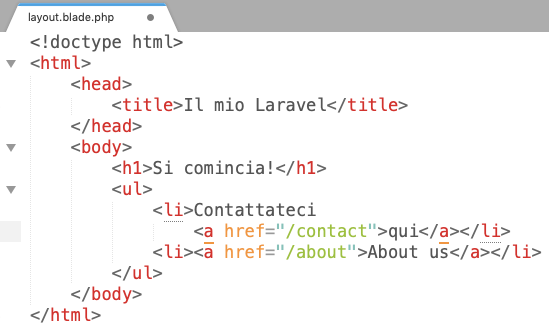 layout.blade.php
<!doctype html>
<html>
<head>
<title>Il mio Laravel</title>
</head>
<body>
<h1>Si comincia!</h1>
<ul>
<li>Contattateci
<a href="/contact">qui</a></li>
<li><a href="/about">About us</a></li>
</ul>
</body>
</html>